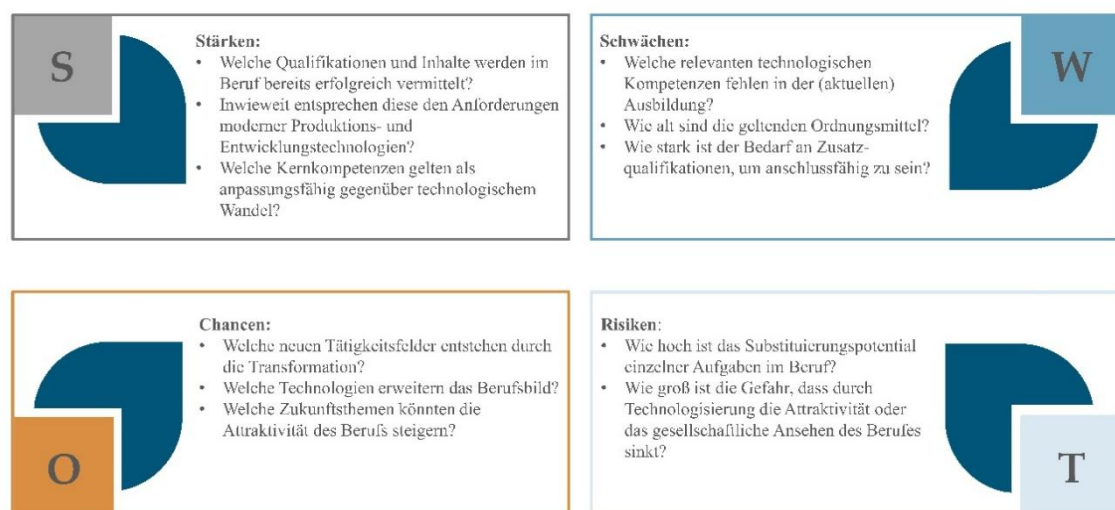 S
Stärken:
• Welche Qualifikationen und Inhalte werden im
Beruf bereits erfolgreich vermittelt?
• Inwieweit entsprechen diese den Anforderungen
moderner Produktions- und
Entwicklungstechnologien?
• Welche Kernkompetenzen gelten als
anpassungsfähig gegenüber technologischem
Wandel?
Schwächen:
• Welche relevanten technologischen
Kompetenzen fehlen in der (aktuellen)
Ausbildung?
• Wie alt sind die geltenden Ordnungsmittel?
• Wie stark ist der Bedarf an Zusatz-
qualifikationen, um anschlussfähig zu sein?
W
Chancen:
• Welche neuen Tätigkeitsfelder entstehen durch
die Transformation?
• Welche Technologien erweitern das Berufsbild?
• Welche Zukunftsthemen könnten die
Attraktivität des Berufs steigern?
O
Risiken:
• Wie hoch ist das Substituierungspotential
einzelner Aufgaben im Beruf?
• Wie groß ist die Gefahr, dass durch
Technologisierung die Attraktivität oder
das gesellschaftliche Ansehen des Berufes
sinkt?
T